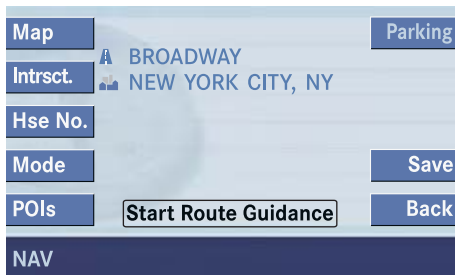 Map
Parking
BROADWAY
Intrsct.
NEW YORK CITY, NY
Hse No.
Mode
Save
POIs
Start Route Guidance
Back
NAV